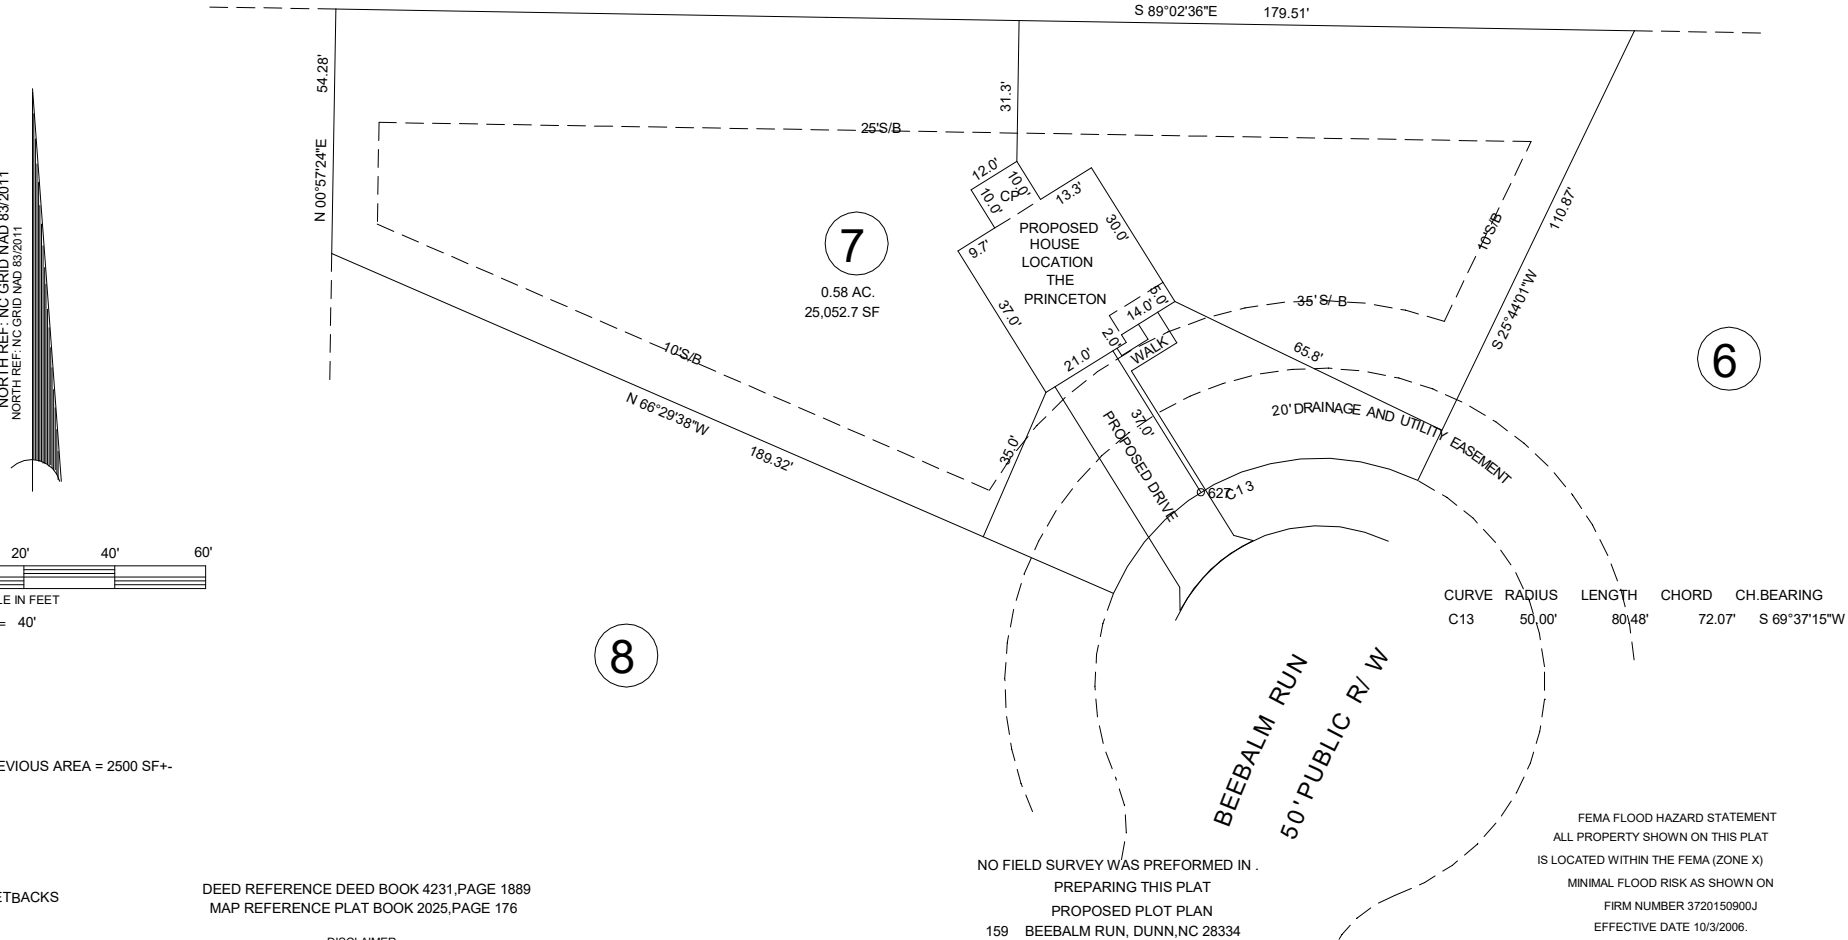 S 89°02'36"E 179.51'
54.28'
N 00°57'24"E
31.3'
25'S/B
12.0'
10.0'
10.0'
CP
13.3'
30.0'
9.7'
PROPOSED
HOUSE
LOCATION
THE
PRINCETON
37.0'
5.0'
14.0'
2.0'
21.0'
WALK
7
0.58 AC.
25,052.7 SF
35' S/ B
10'S/B
110.87'
S 25°44'01"W
6
65.8'
10'S/B
N 66°29'38"W
189.32'
35.0'
37.0'
PROPOSED DRIVE
20' DRAINAGE AND UTILITY EASEMENT
627
C13
NORTH REF: NC GRID NAD 83/2011
NORTH REF: NC GRID NAD 83/2011
20' 40' 60'
LE IN FEET
= 40'
CURVE RADIUS LENGTH CHORD CH.BEARING
C13 50.00' 80.48' 72.07' S 69°37'15"W
8
BEEBALM RUN
50' PUBLIC R/ W
EVIOUS AREA = 2500 SF+-
ETBACKS
DEED REFERENCE DEED BOOK 4231,PAGE 1889
MAP REFERENCE PLAT BOOK 2025,PAGE 176
DISCLAIMER
NO FIELD SURVEY WAS PREFORMED IN .
PREPARING THIS PLAT
PROPOSED PLOT PLAN
159 BEEBALM RUN, DUNN,NC 28334
FEMA FLOOD HAZARD STATEMENT
ALL PROPERTY SHOWN ON THIS PLAT
IS LOCATED WITHIN THE FEMA (ZONE X)
MINIMAL FLOOD RISK AS SHOWN ON
FIRM NUMBER 3720150900J
EFFECTIVE DATE 10/3/2006.